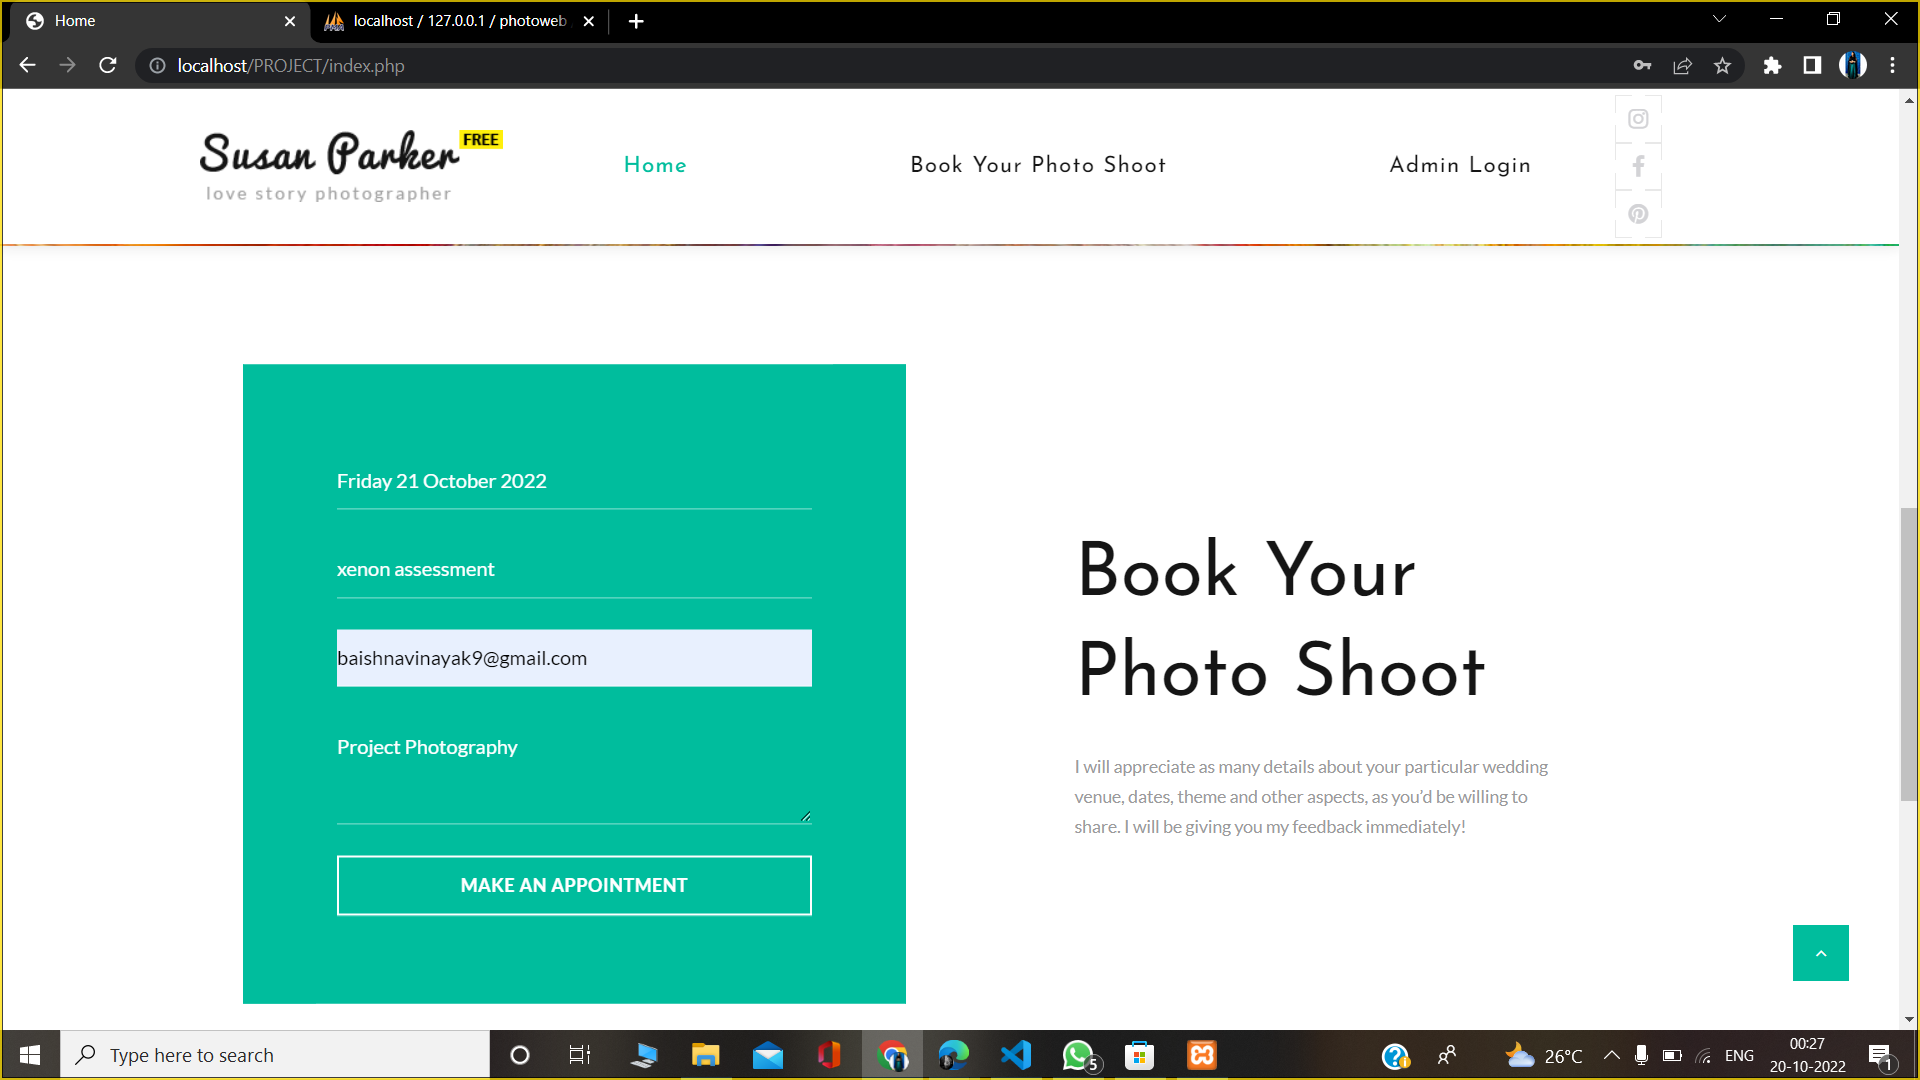 Home
localhost / 127.0.0.1 / photoweb
localhost/PROJECT/index.php
Susan Parker FREE
love story photographer
Home
Book Your Photo Shoot
Admin Login
Friday 21 October 2022
xenon assessment
baishnavinayak9@gmail.com
Project Photography
MAKE AN APPOINTMENT
Book Your
Photo Shoot
I will appreciate as many details about your particular wedding
venue, dates, theme and other aspects, as you'd be willing to
share. I will be giving you my feedback immediately!
Type here to search
5
26°C
ENG
00:27
20-10-2022
1